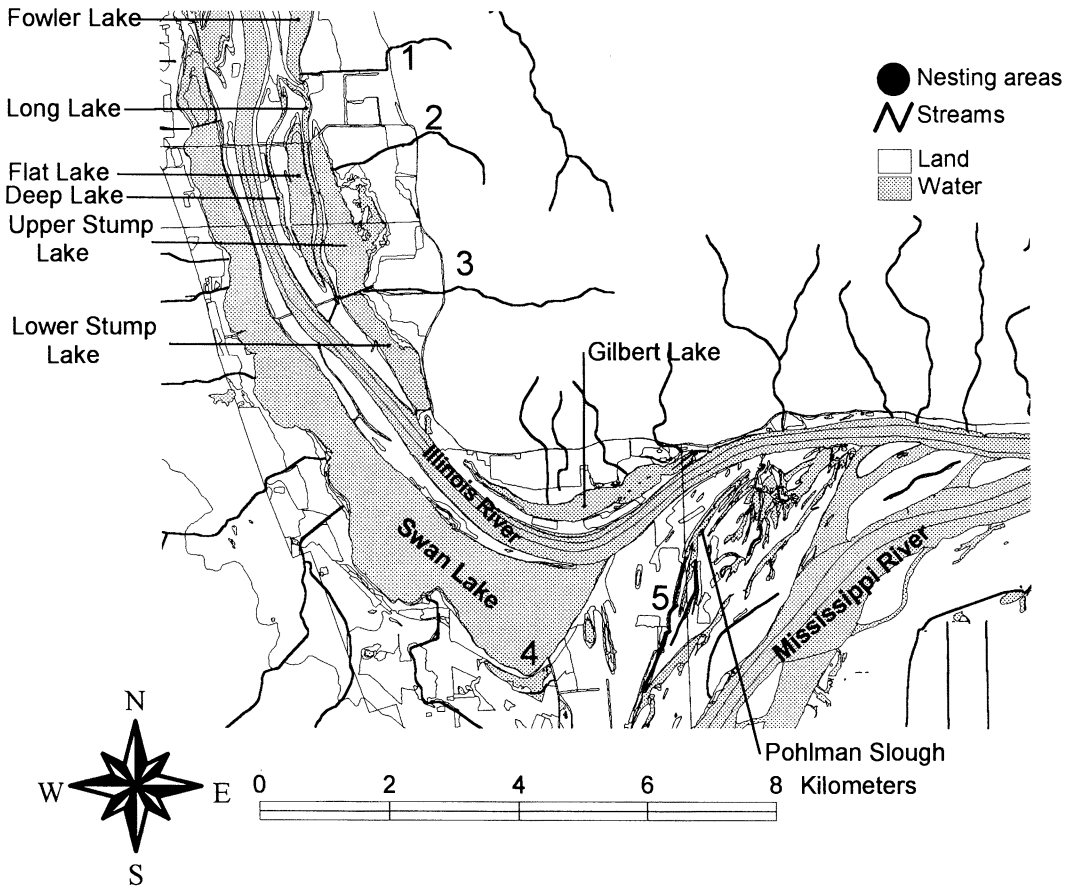 Fowler Lake
1
Nesting areas
Long Lake
Streams
2
Land
Flat Lake
Water
Deep Lake
Upper Stump
Lake
3
Lower Stump
Lake
Gilbert Lake
Illinois River
Swan Lake
5
Mississippi River
4
N
Pohlman Slough
W
E
0 2 4 6 8 Kilometers
S